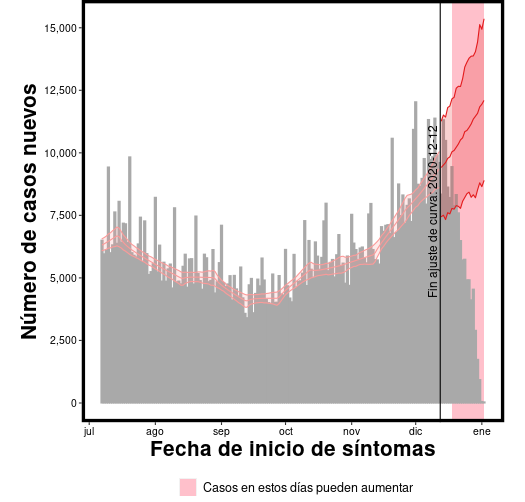 Número de casos nuevos
15,000
12,500
10,000
7,500
5,000
2,500
0
Fin ajuste de curva: 2020-12-12
jul ago sep oct nov dic ene
Fecha de inicio de síntomas
Casos en estos días pueden aumentar